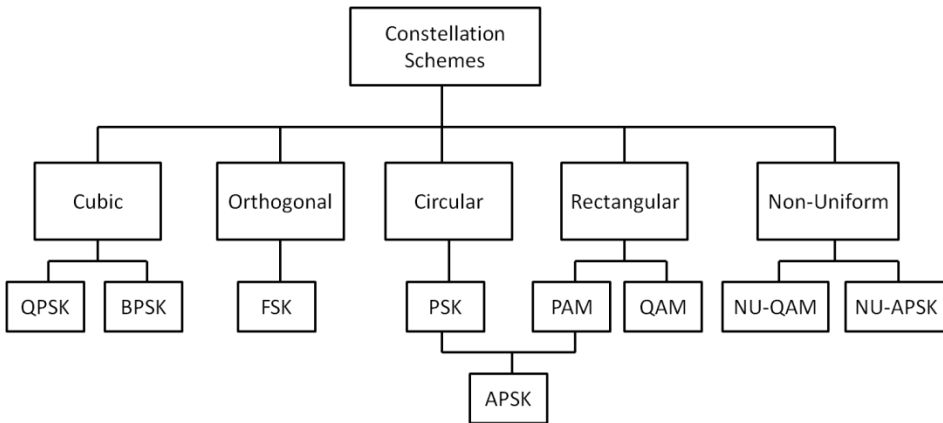 Constellation
Schemes
Cubic
Orthogonal
Circular
Rectangular
Non-Uniform
QPSK
BPSK
FSK
PSK
PAM
QAM
NU-QAM
NU-APSK
APSK